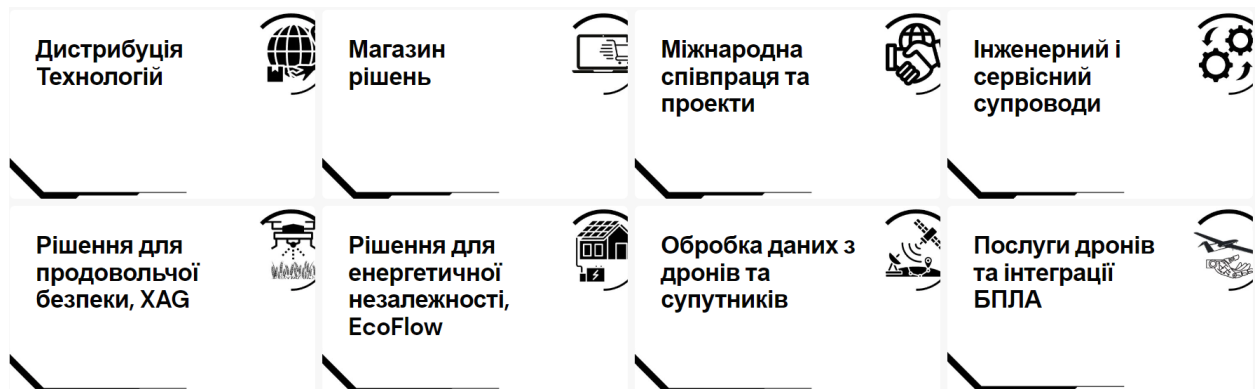 Дистрибуція
Технологій
Магазин
рішень
Міжнародна
співпраця та
проекти
Інженерний і
сервісний
супроводи
Рішення для
продовольчої
безпеки, XAG
Рішення для
енергетичної
незалежності,
EcoFlow
Обробка даних з
дронів та
супутників
Послуги дронів
та інтеграції
БПЛА